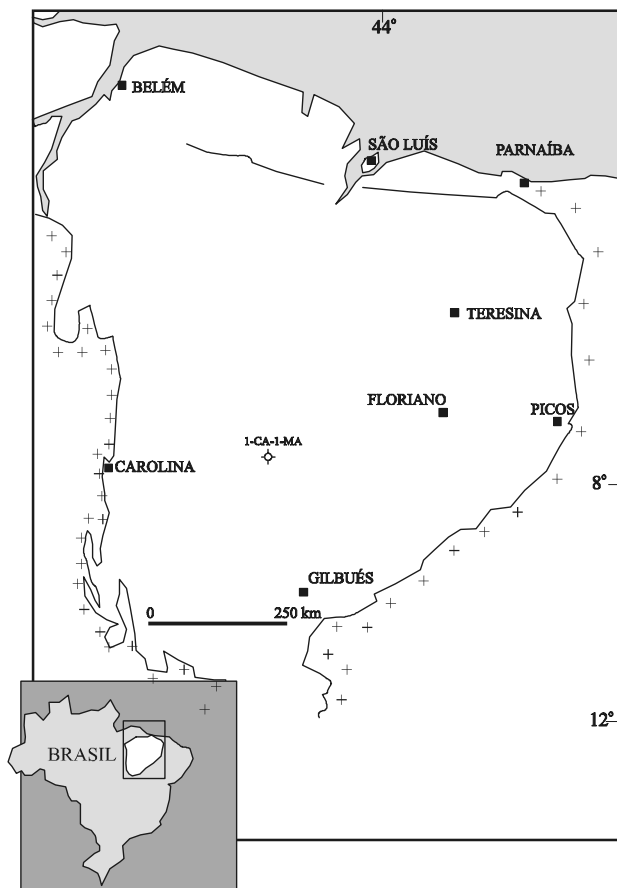 44°
BELÉM
SÃO LUÍS
PARNAÍBA
TERESINA
FLORIANO
PICOS
1-CA-1-MA
CAROLINA
8°
GILBUÉS
0 250 km
12°
BRASIL